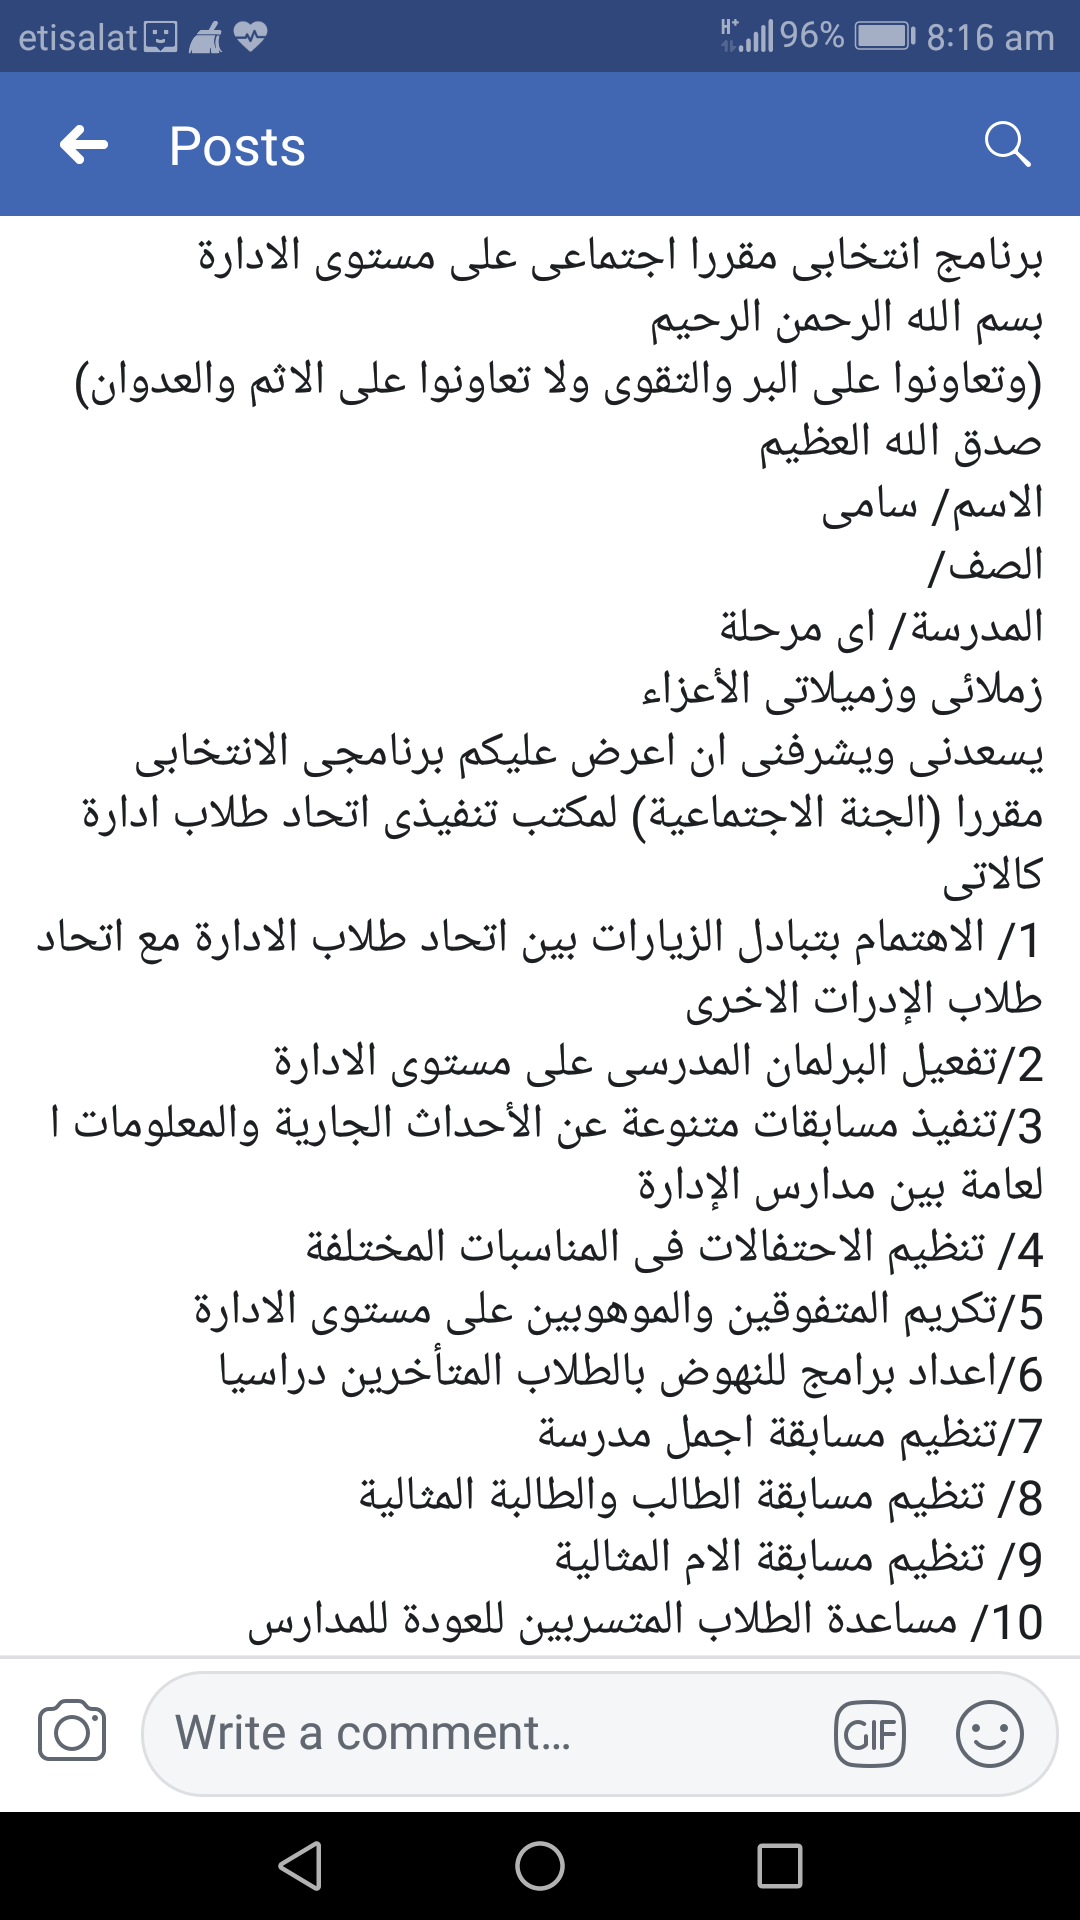 etisalat 96% 8:16 am
Posts
برنامج انتخابى مقررا اجتماعى على مستوى الادارة
بسم الله الرحمن الرحيم
(وتعاونوا على البر والتقوى ولا تعاونوا على الاثم والعدوان)
صدق الله العظيم
الاسم/ سامى
الصف/
المدرسة/ اى مرحلة
زملائى وزميلاتى الأعزاء
يسعدنى ويشرفنى ان اعرض عليكم برنامجى الانتخابى
مقررا (الجنة الاجتماعية) لمكتب تنفيذى اتحاد طلاب ادارة
كالاتى
1/ الاهتمام بتبادل الزيارات بين اتحاد طلاب الادارة مع اتحاد
طلاب الإدرات الاخرى
2/تفعيل البرلمان المدرسى على مستوى الادارة
3/تنفيذ مسابقات متنوعة عن الأحداث الجارية والمعلومات ا
لعامة بين مدارس الإدارة
4/ تنظيم الاحتفالات فى المناسبات المختلفة
5/تكريم المتفوقين والموهوبين على مستوى الادارة
6/اعداد برامج للنهوض بالطلاب المتأخرين دراسيا
7/تنظيم مسابقة اجمل مدرسة
8/ تنظيم مسابقة الطالب والطالبة المثالية
9/ تنظيم مسابقة الام المثالية
10/ مساعدة الطلاب المتسربين للعودة للمدارس
Write a comment... GIF